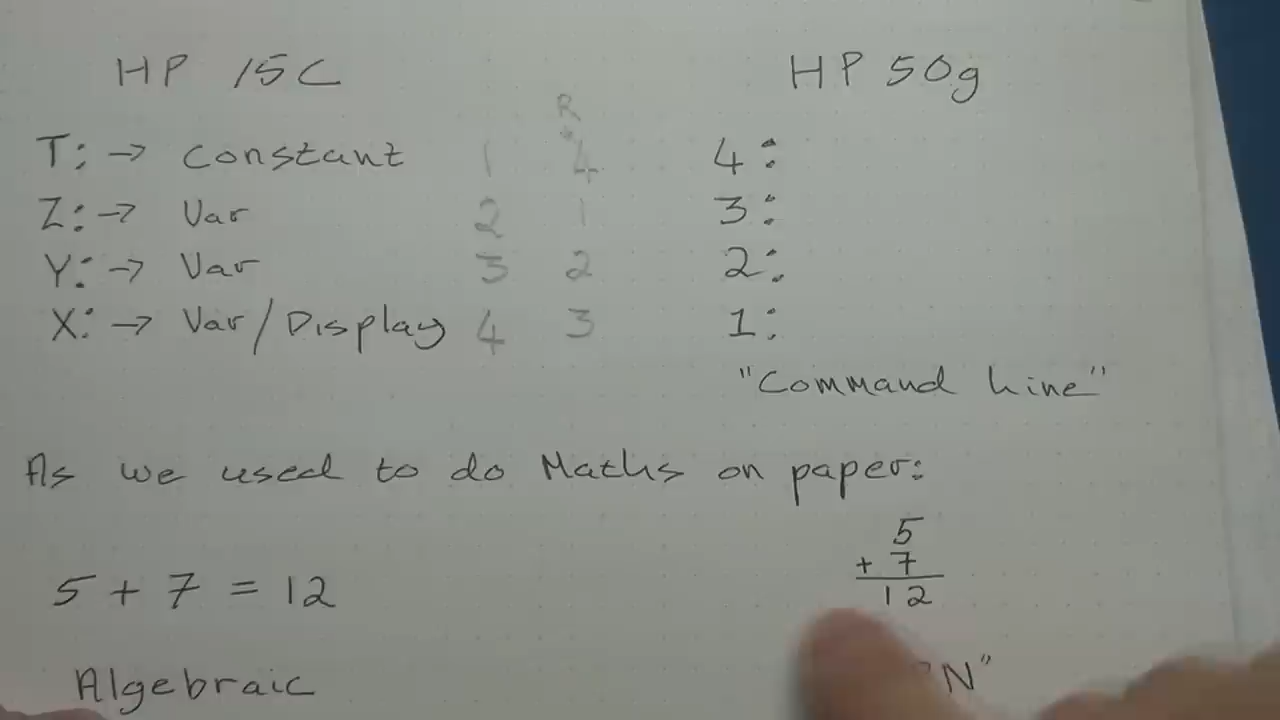 HP 15C HP 50g
R
T: → Constant 1 4 4:
Z: → Var 2 1 3:
Y: → Var 3 2 2:
X: → Var/Display 4 3 1:
"Command Line"
As we used to do Maths on paper:
5
+ 7
5 + 7 = 12 12
Algebraic